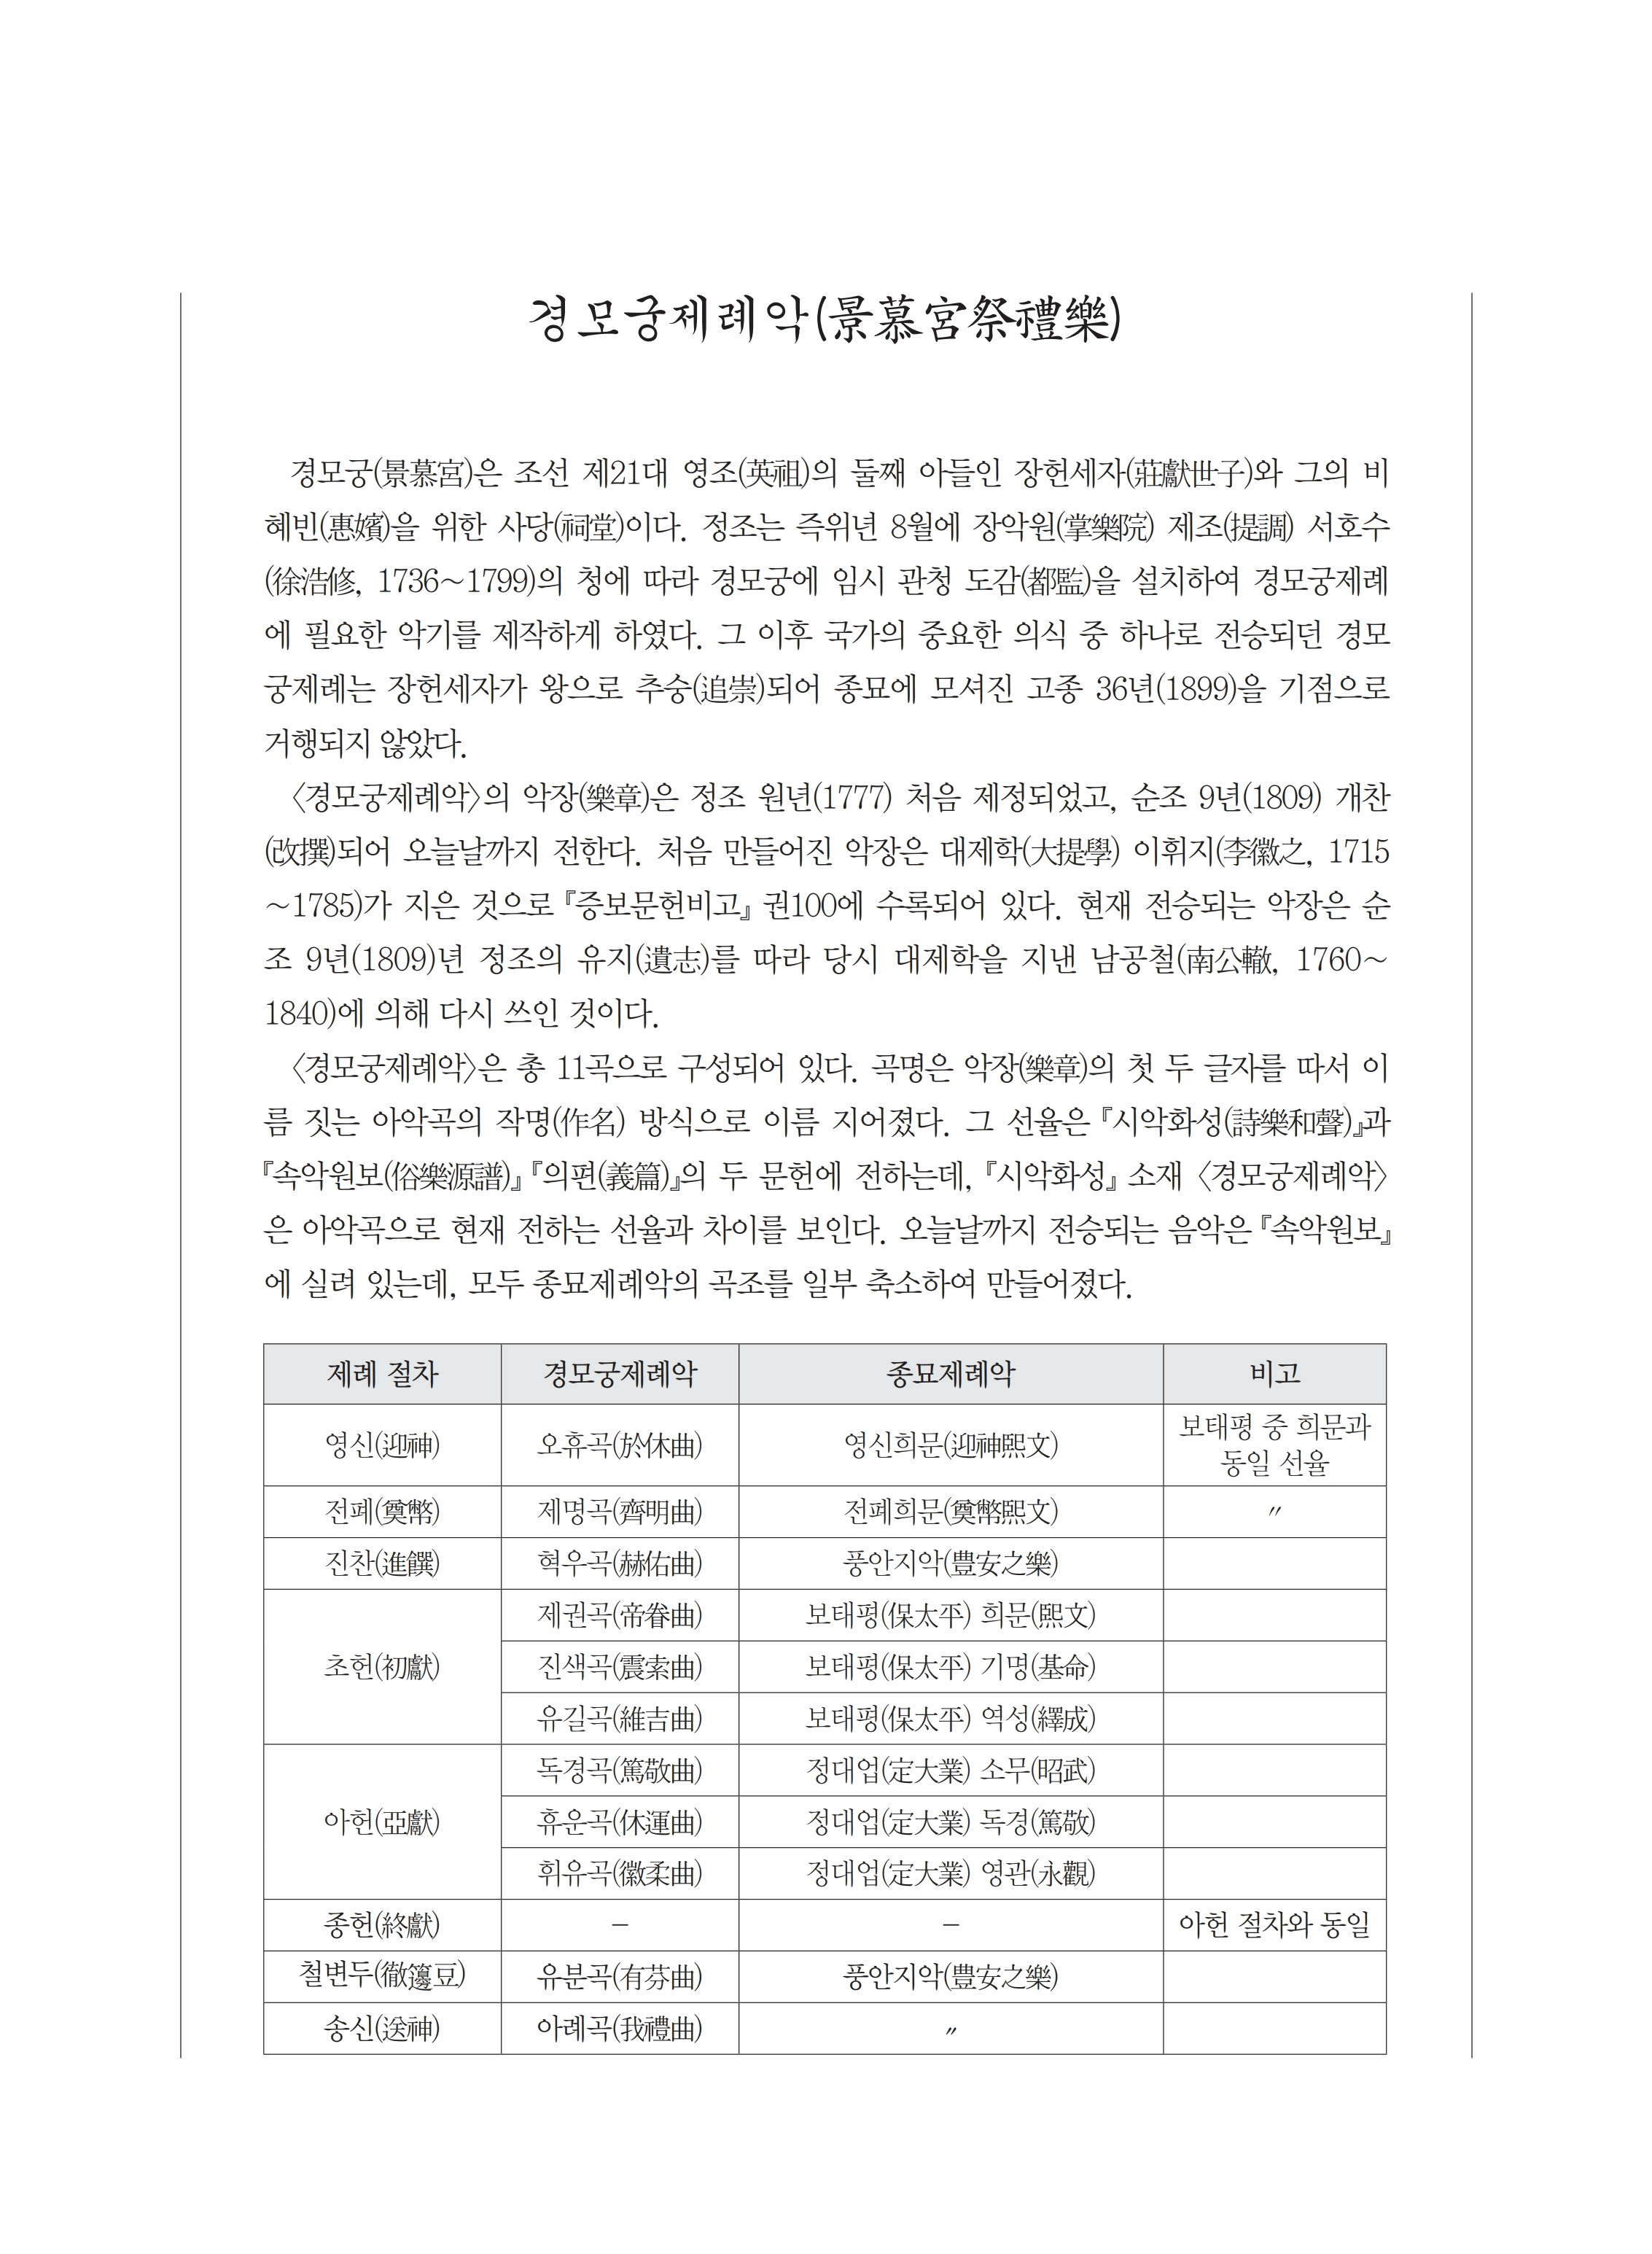 경모궁제례악(景慕宮祭禮樂)
경모궁(景慕宮)은 조선 제21대 영조(英祖)의 둘째 아들인 장헌세자(莊獻世子)와 그의 비
혜빈(惠嬪)을 위한 사당(祠堂)이다. 정조는 즉위년 8월에 장악원(掌樂院) 제조(提調) 서호수
(徐浩修, 1736~1799)의 청에 따라 경모궁에 임시 관청 도감(都監)을 설치하여 경모궁제례
에 필요한 악기를 제작하게 하였다. 그 이후 국가의 중요한 의식 중 하나로 전승되던 경모
궁제례는 장헌세자가 왕으로 추숭(追崇)되어 종묘에 모셔진 고종 36년(1899)을 기점으로
거행되지 않았다.
〈경모궁제례악〉의 악장(樂章)은 정조 원년(1777) 처음 제정되었고, 순조 9년(1809) 개찬
(改撰)되어 오늘날까지 전한다. 처음 만들어진 악장은 대제학(大提學) 이휘지(李徽之, 1715
~1785)가 지은 것으로 『증보문헌비고』 권100에 수록되어 있다. 현재 전승되는 악장은 순
조 9년(1809)년 정조의 유지(遺志)를 따라 당시 대제학을 지낸 남공철(南公轍, 1760~
1840)에 의해 다시 쓰인 것이다.
〈경모궁제례악〉은 총 11곡으로 구성되어 있다. 곡명은 악장(樂章)의 첫 두 글자를 따서 이
름 짓는 아악곡의 작명(作名) 방식으로 이름 지어졌다. 그 선율은 『시악화성(詩樂和聲)』과
『속악원보(俗樂源譜)』 『의편(義篇)』의 두 문헌에 전하는데, 『시악화성』 소재 〈경모궁제례악〉
은 아악곡으로 현재 전하는 선율과 차이를 보인다. 오늘날까지 전승되는 음악은 『속악원보』
에 실려 있는데, 모두 종묘제례악의 곡조를 일부 축소하여 만들어졌다.
제례 절차 경모궁제례악 종묘제례악 비고
영신(迎神) 오휴곡(於休曲) 영신희문(迎神熙文) 보태평 중 희문과
동일 선율
전폐(奠幣) 제명곡(齊明曲) 전폐희문(奠幣熙文) 〃
진찬(進饌) 혁우곡(赫佑曲) 풍안지악(豊安之樂)
초헌(初獻) 제권곡(帝眷曲) 보태평(保太平) 희문(熙文)
진색곡(震索曲) 보태평(保太平) 기명(基命)
유길곡(維吉曲) 보태평(保太平) 역성(繹成)
아헌(亞獻) 독경곡(篤敬曲) 정대업(定大業) 소무(昭武)
휴운곡(休運曲) 정대업(定大業) 독경(篤敬)
휘유곡(徽柔曲) 정대업(定大業) 영관(永觀)
종헌(終獻) – – 아헌 절차와 동일
철변두(徹籩豆) 유분곡(有芬曲) 풍안지악(豊安之樂)
송신(送神) 아례곡(我禮曲) 〃